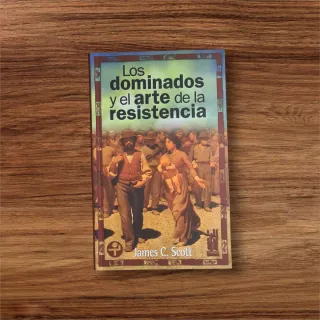 Los
dominados
y el arte de la
resistencia
James C. Scott